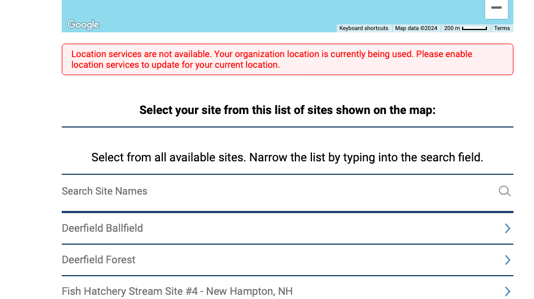 Google
Keyboard shortcuts Map data ©2024 200 m Terms
Location services are not available. Your organization location is currently being used. Please enable
location services to update for your current location.
Select your site from this list of sites shown on the map:
Select from all available sites. Narrow the list by typing into the search field.
Search Site Names
Deerfield Ballfield
Deerfield Forest
Fish Hatchery Stream Site #4 - New Hampton, NH